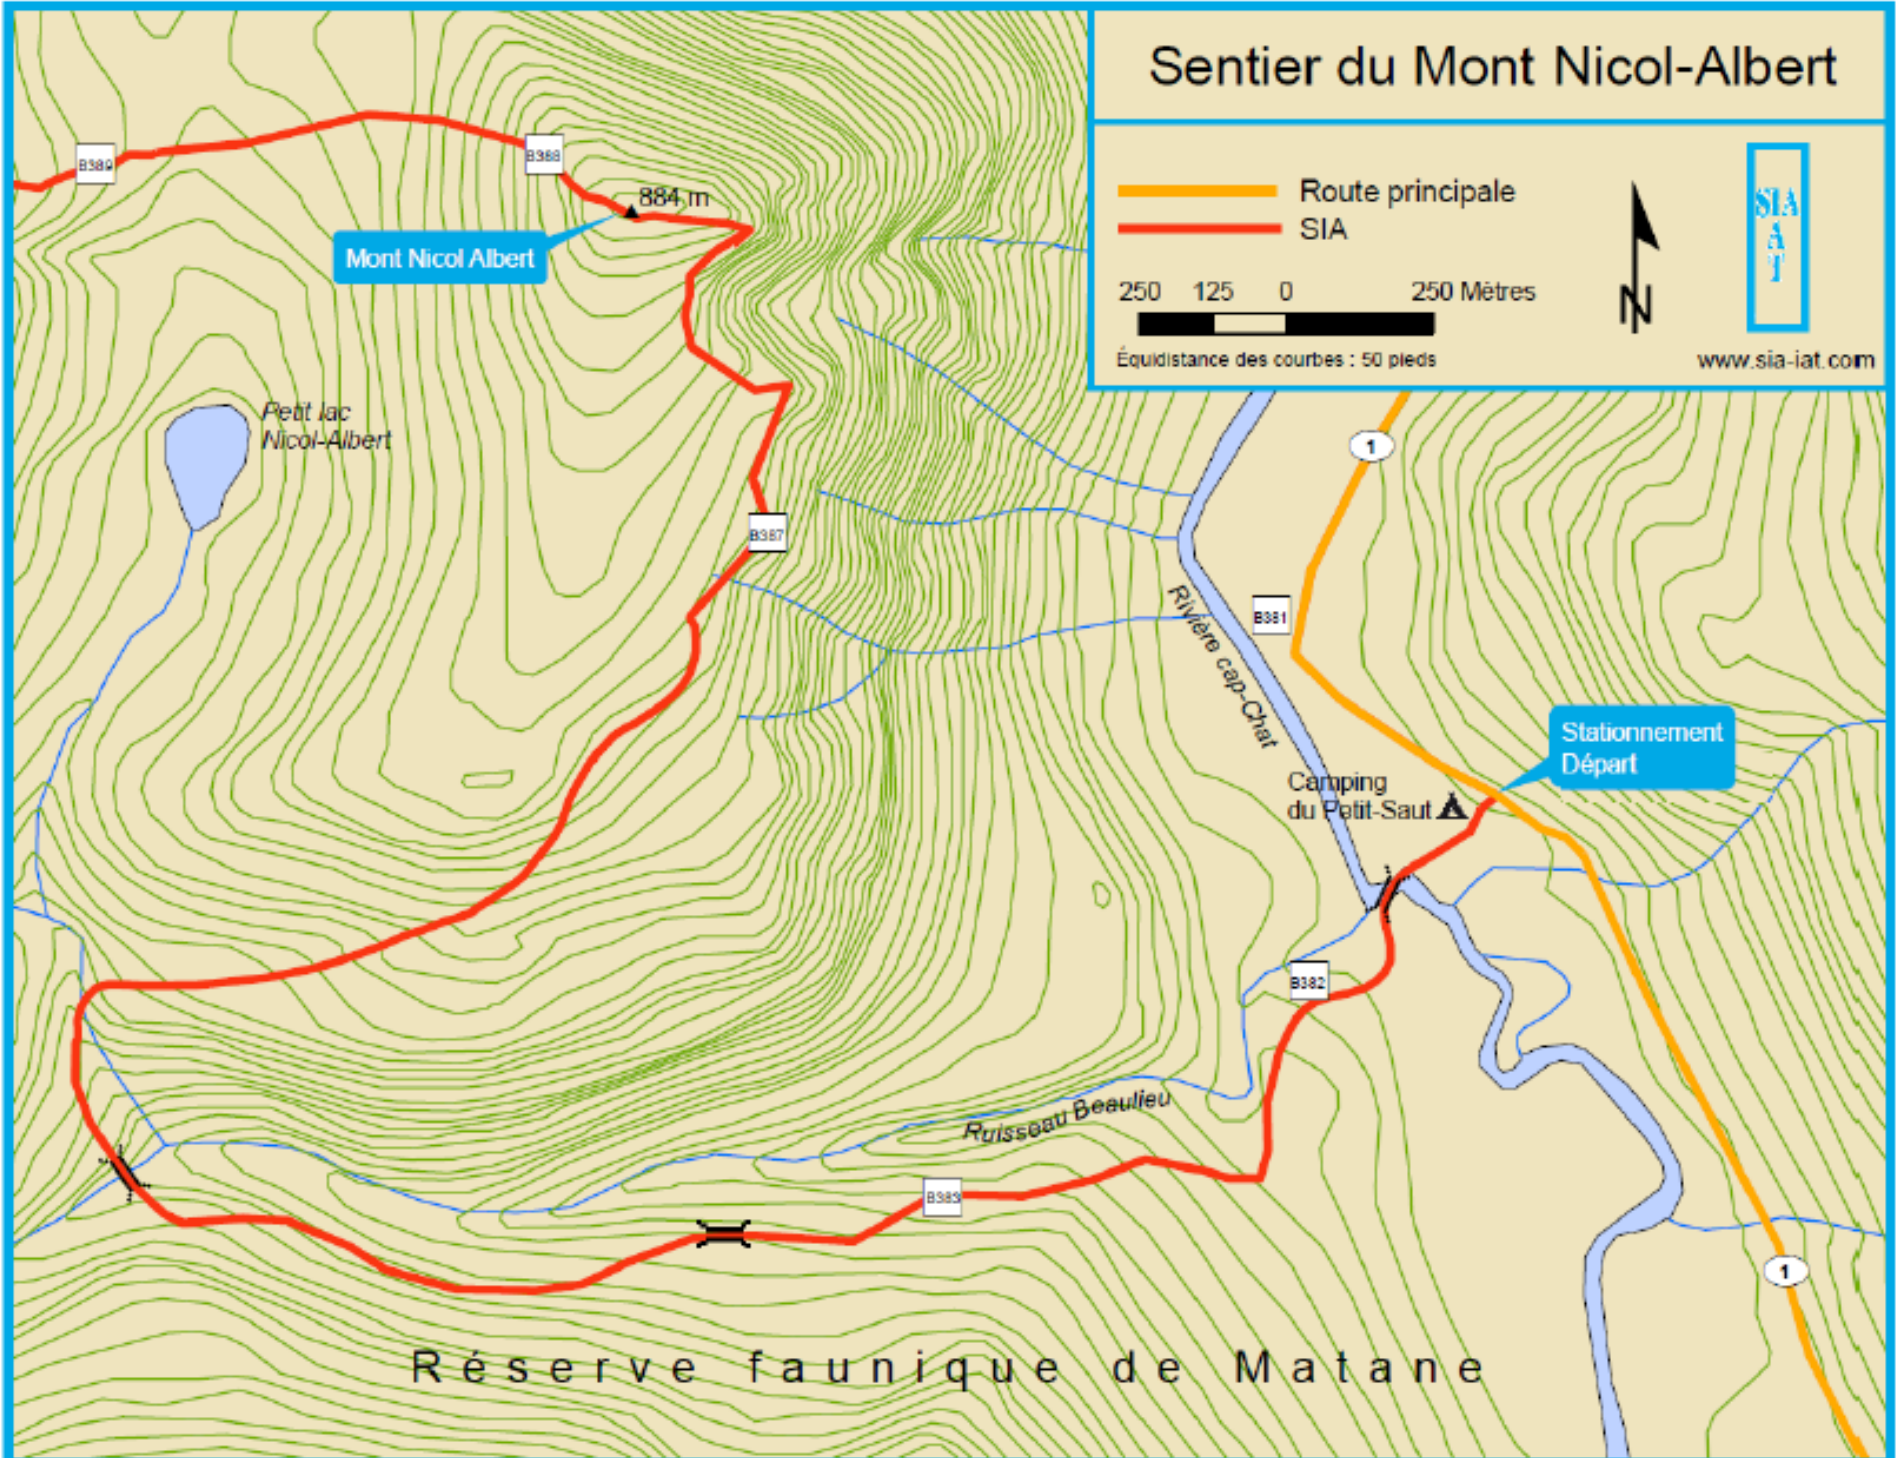 Sentier du Mont Nicol-Albert
Route principale
SIA
250 125 0 250 Mètres
Équidistance des courbes : 50 pieds
N
SIA
A
T
www.sia-iat.com
B389
B388
884 m
Mont Nicol Albert
Petit lac
Nicol-Albert
1
B387
B381
Rivière cap-Chat
Stationnement
Départ
Camping
du Petit-Saut
B382
Ruisseau Beaulieu
B383
1
Réserve faunique de Matane